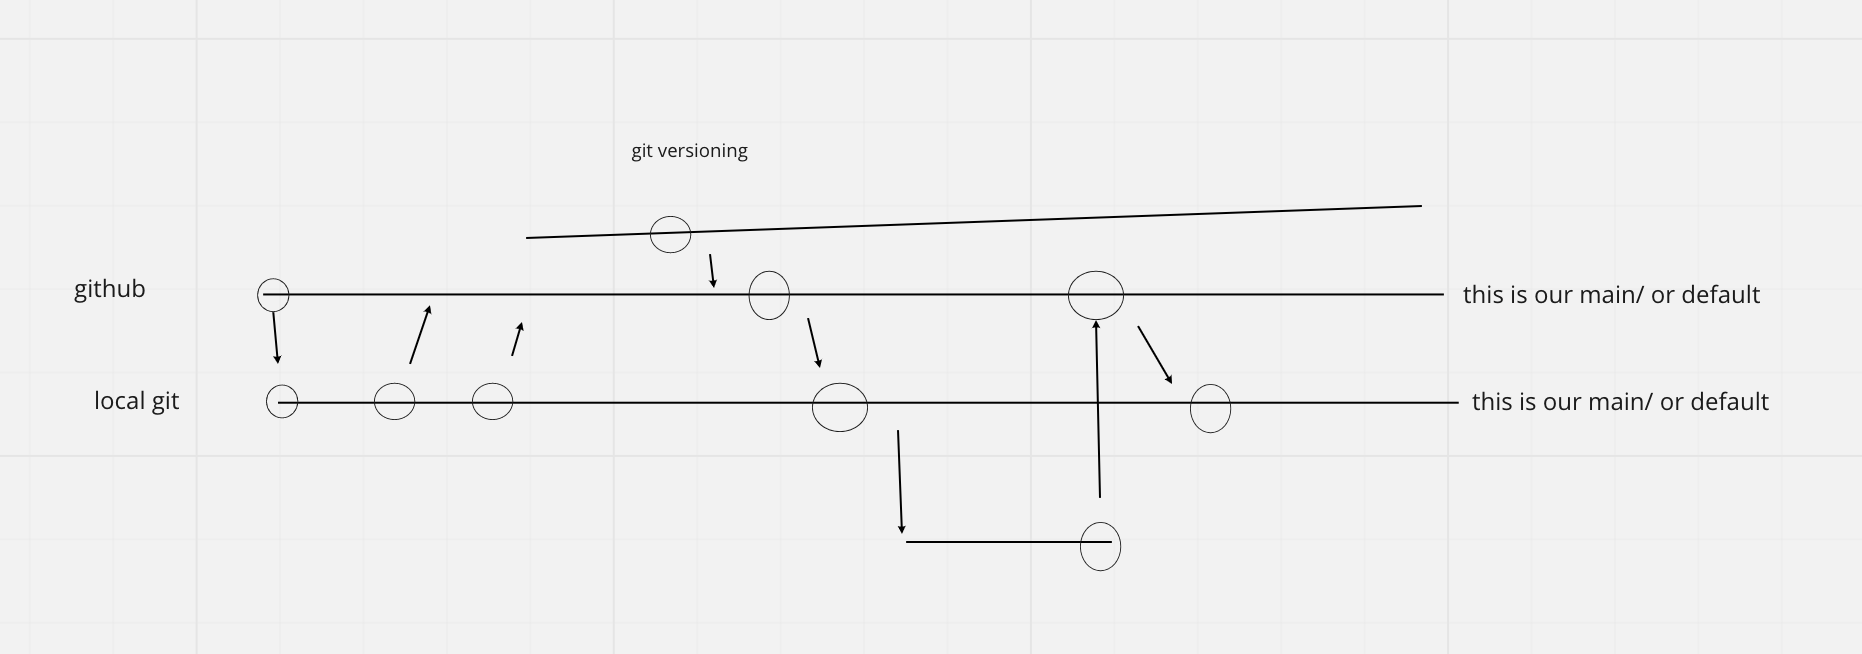 git versioning
github
this is our main/ or default
local git
this is our main/ or default